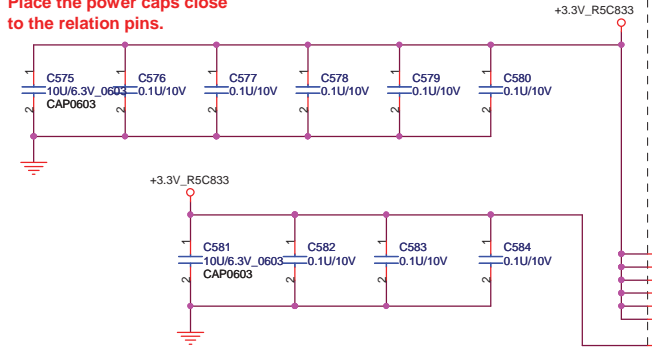 Place the power caps close
to the relation pins.
+3.3V_R5C833
1 1 1 1 1 1
C575 C576 C577 C578 C579 C580
10U/6.3V_0603 0.1U/10V 0.1U/10V 0.1U/10V 0.1U/10V 0.1U/10V
CAP0603
2 2 2 2 2 2
+3.3V_R5C833
1 1 1 1
C581 C582 C583 C584
10U/6.3V_0603 0.1U/10V 0.1U/10V 0.1U/10V
CAP0603
2 2 2 2